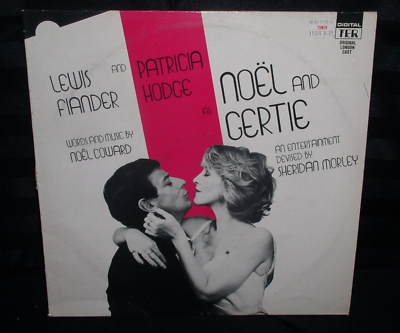 LEWIS AND PATRICIA
FIANDER HODGE AS
NOËL AND
GERTIE
WORDS AND MUSIC BY
NOËL COWARD
AN ENTERTAINMENT
DEVISED BY
SHERIDAN MORLEY
DIGITAL
TER
ORIGINAL
LONDON
CAST